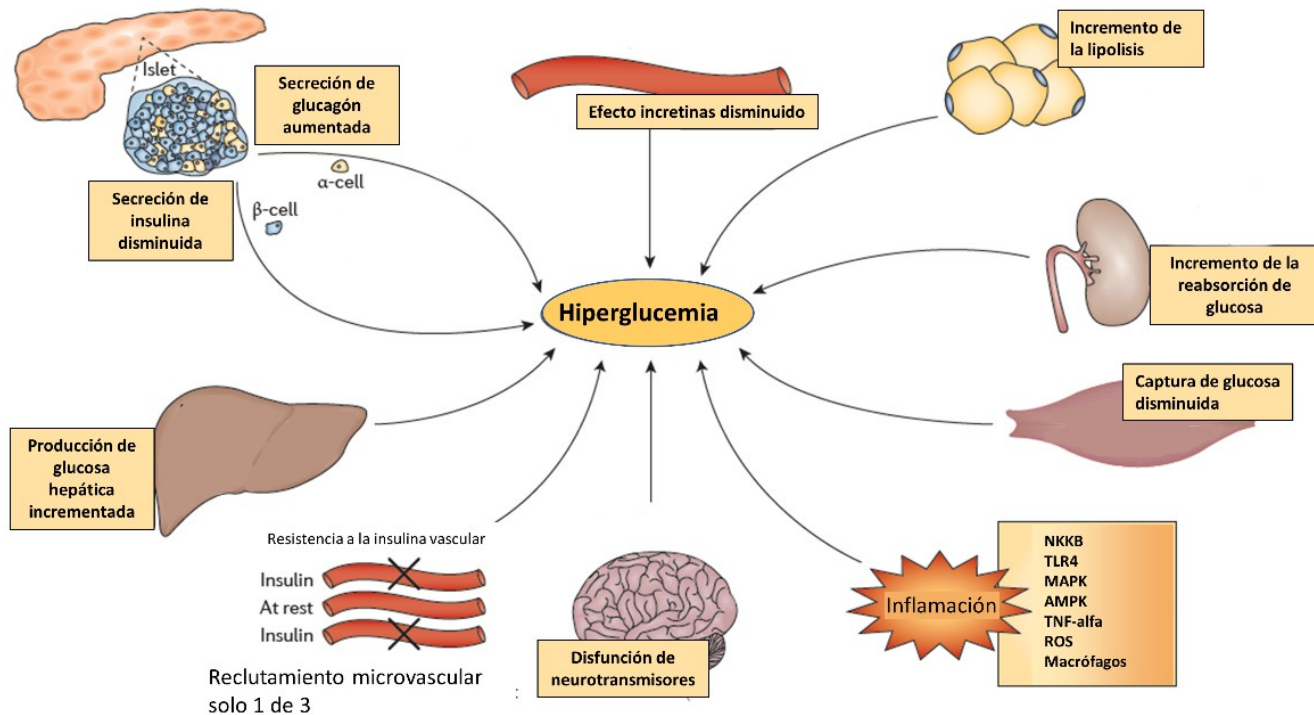 Islet
Secreción de
glucagón
aumentada
α-cell
Secreción de
insulina
disminuida
β-cell
Efecto incretinas disminuido
Incremento de
la lipolisis
Incremento de la
reabsorción de
glucosa
Hiperglucemia
Captura de glucosa
disminuida
Producción de
glucosa
hepática
incrementada
Resistencia a la insulina vascular
Insulin
At rest
Insulin
Reclutamiento microvascular
solo 1 de 3
:
Disfunción de
neurotransmisores
Inflamación
NKKB
TLR4
MAPK
AMPK
TNF-alfa
ROS
Macrófagos